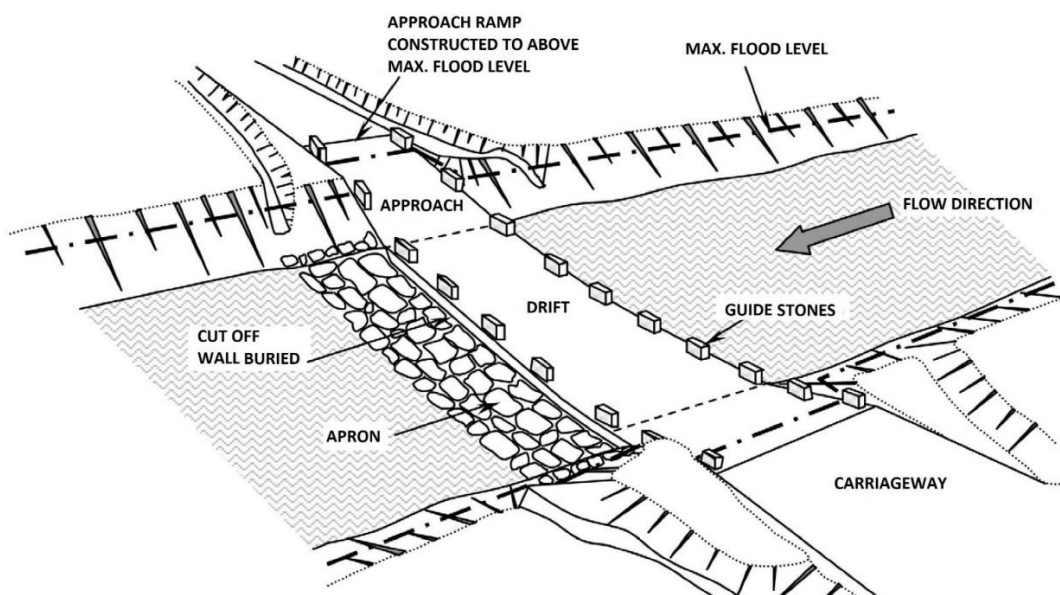 APPROACH RAMP
CONSTRUCTED TO ABOVE
MAX. FLOOD LEVEL
MAX. FLOOD LEVEL
APPROACH
FLOW DIRECTION
DRIFT
GUIDE STONES
CUT OFF
WALL BURIED
APRON
CARRIAGEWAY